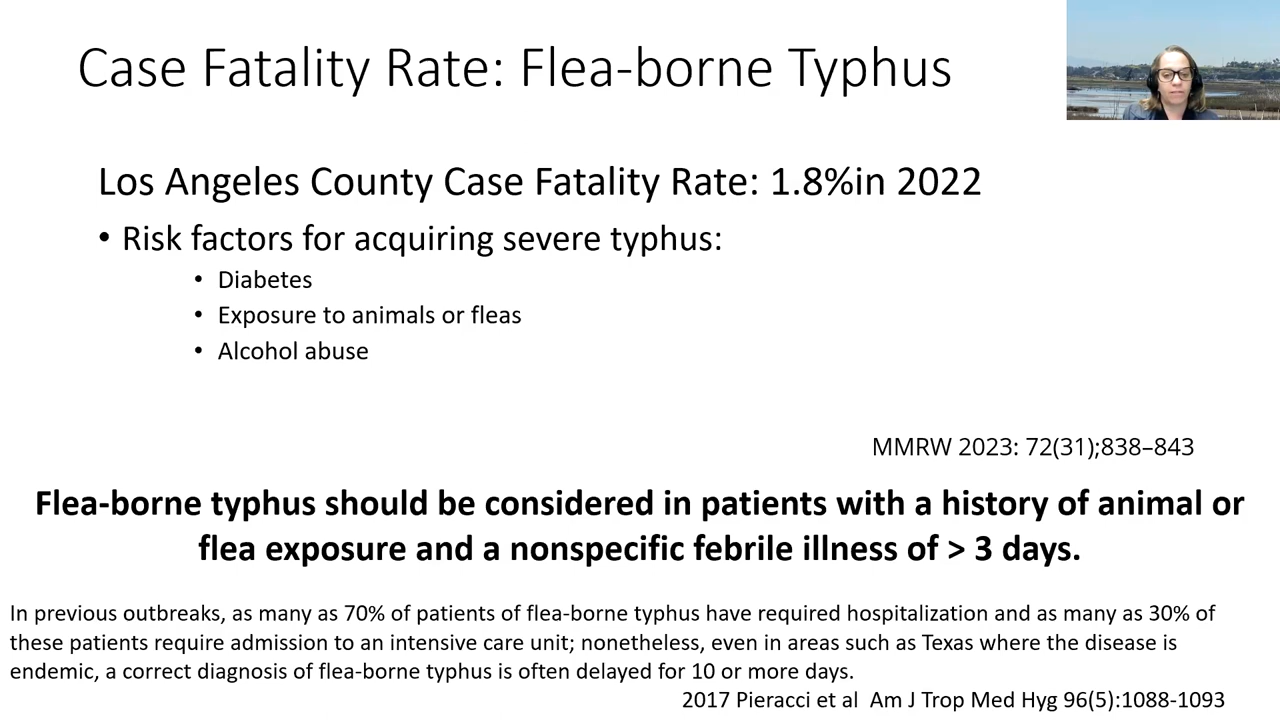 Case Fatality Rate: Flea-borne Typhus
Los Angeles County Case Fatality Rate: 1.8%in 2022
• Risk factors for acquiring severe typhus:
• Diabetes
• Exposure to animals or fleas
• Alcohol abuse
MMRW 2023: 72(31);838–843
Flea-borne typhus should be considered in patients with a history of animal or
flea exposure and a nonspecific febrile illness of > 3 days.
In previous outbreaks, as many as 70% of patients of flea-borne typhus have required hospitalization and as many as 30% of
these patients require admission to an intensive care unit; nonetheless, even in areas such as Texas where the disease is
endemic, a correct diagnosis of flea-borne typhus is often delayed for 10 or more days.
2017 Pieracci et al  Am J Trop Med Hyg 96(5):1088-1093